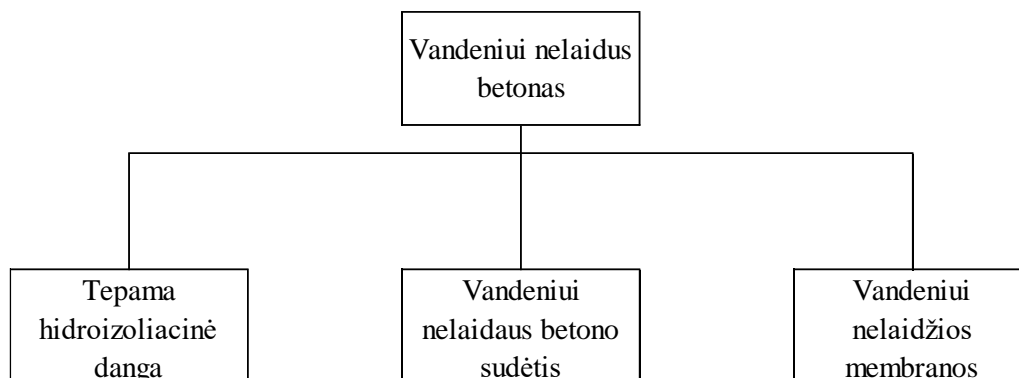 Vandeniui nelaidus
betonas
Tepama
hidroizoliacinė
danga
Vandeniui
nelaidaus betono
sudėtis
Vandeniui
nelaidžios
membranos